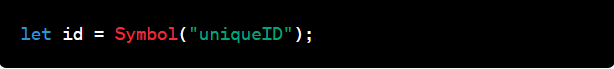 let id = Symbol("uniqueID");